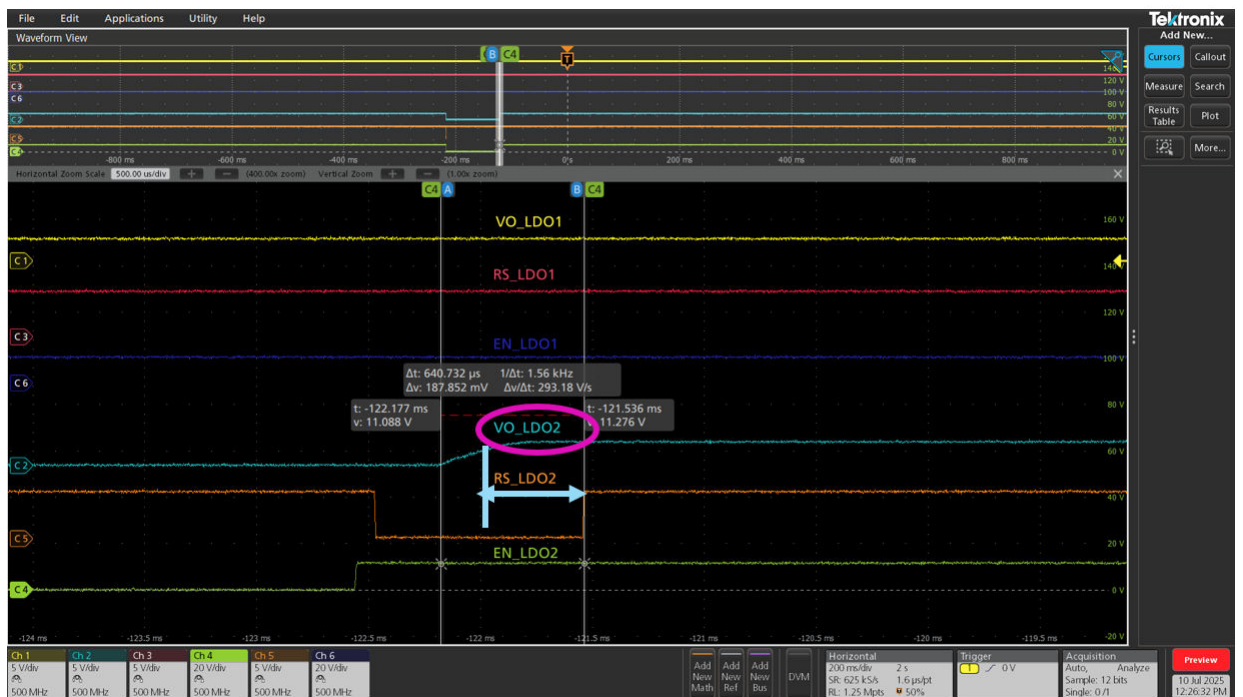 File Edit Applications Utility Help
Tektronix
Waveform View
Add New...
B C4
T
C1
C3
C6
C2
C5
C4
140 V
120 V
100 V
80 V
60 V
40 V
20 V
0 V
-800 ms -600 ms -400 ms -200 ms 0 s 200 ms 400 ms 600 ms 800 ms
Cursors Callout
Measure Search
Results Table Plot
More...
Horizontal Zoom Scale 500.00 us/div + − (400.00x zoom) Vertical Zoom + − (1.00x zoom) X
C4 A B C4
VO_LDO1
160 V
C1
140 V
RS_LDO1
120 V
C3
EN_LDO1
100 V
Δt: 640.732 µs 1/Δt: 1.56 kHz
C6
Δv: 187.852 mV Δv/Δt: 293.18 V/s
t: -122.177 ms t: -121.536 ms
80 V
v: 11.088 V 11.276 V
VO_LDO2
60 V
C2
RS_LDO2
40 V
C5
20 V
EN_LDO2
C4
0 V
-124 ms -123.5 ms -123 ms -122.5 ms -122 ms -121.5 ms -121 ms -120.5 ms -120 ms -119.5 ms -20 V
Ch 1 Ch 2 Ch 3 Ch 4 Ch 5 Ch 6
5 V/div 5 V/div 5 V/div 20 V/div 5 V/div 20 V/div
500 MHz 500 MHz 500 MHz 500 MHz 500 MHz 500 MHz
Add New Math
Add New Ref
Add New Bus
DVM
Horizontal
200 ms/div 2 s
SR: 625 kS/s 1.6 µs/pt
RL: 1.25 Mpts 50%
Trigger
1 0 V
Acquisition
Auto, Analyze
Sample: 12 bits
Single: 0 /1
Preview
10 Jul 2025
12:26:32 PM